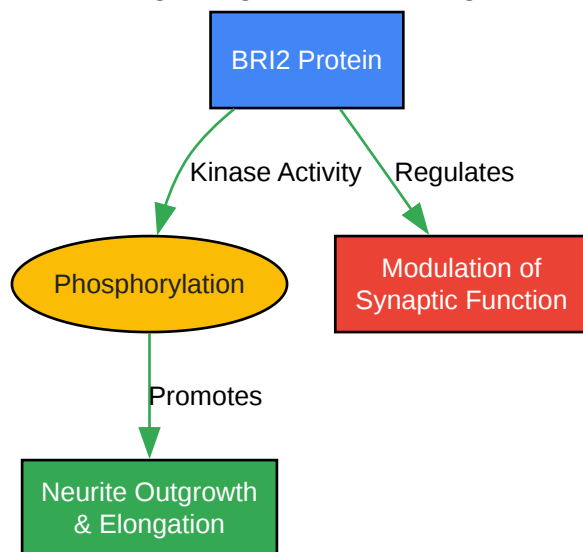 BRI2 Protein
Kinase Activity
Regulates
Phosphorylation
Modulation of
Synaptic Function
Promotes
Neurite Outgrowth
& Elongation